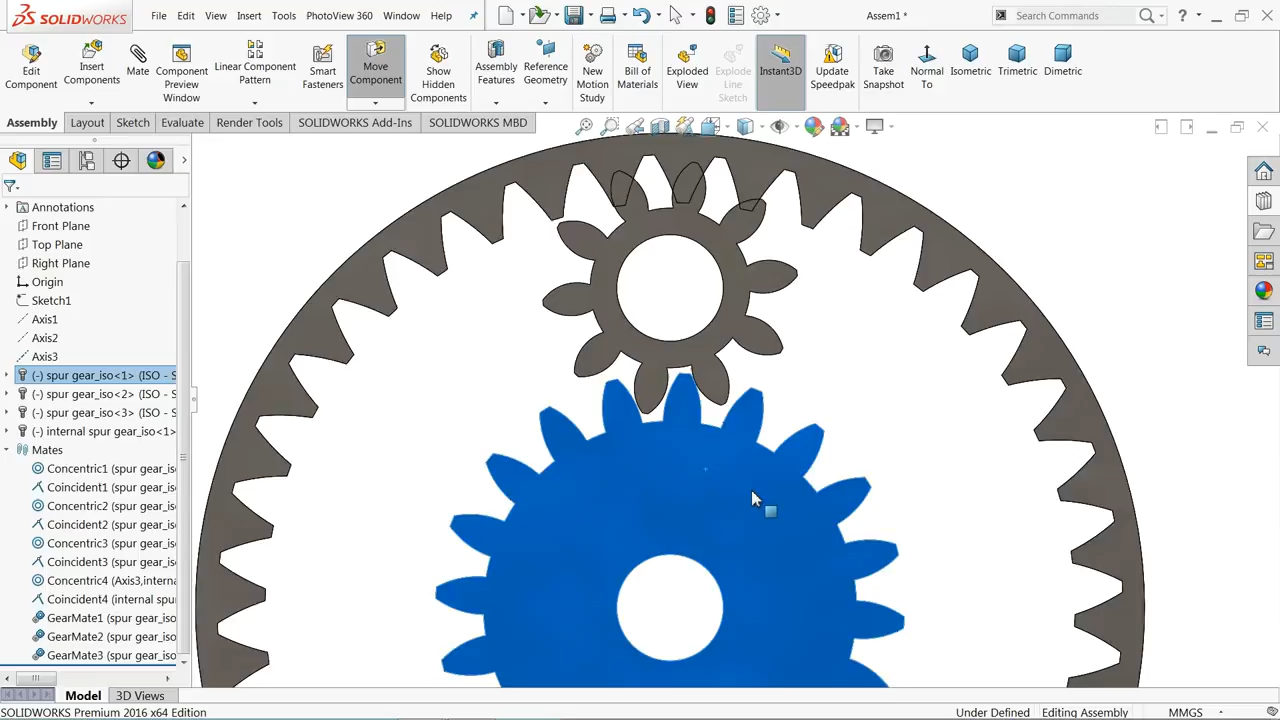 SOLIDWORKS
File Edit View Insert Tools PhotoView 360 Window Help
Assem1 *
Search Commands
?
Edit Component
Insert Components
Mate
Component Preview Window
Linear Component Pattern
Smart Fasteners
Move Component
Show Hidden Components
Assembly Features
Reference Geometry
New Motion Study
Bill of Materials
Exploded View
Explode Line Sketch
Instant3D
Update Speedpak
Take Snapshot
Normal To
Isometric
Trimetric
Dimetric
Assembly Layout Sketch Evaluate Render Tools SOLIDWORKS Add-Ins SOLIDWORKS MBD
Annotations
Front Plane
Top Plane
Right Plane
Origin
Sketch1
Axis1
Axis2
Axis3
(-) spur gear_iso<1> (ISO - S
(-) spur gear_iso<2> (ISO - S
(-) spur gear_iso<3> (ISO - S
(-) internal spur gear_iso<1>
Mates
Concentric1 (spur gear_iso
Coincident1 (spur gear_iso
Concentric2 (spur gear_iso
Coincident2 (spur gear_iso
Concentric3 (spur gear_iso
Coincident3 (spur gear_iso
Concentric4 (Axis3,interna
Coincident4 (internal spur
GearMate1 (spur gear_iso
GearMate2 (spur gear_iso
GearMate3 (spur gear_iso
Model 3D Views
SOLIDWORKS Premium 2016 x64 Edition
Under Defined Editing Assembly MMGS